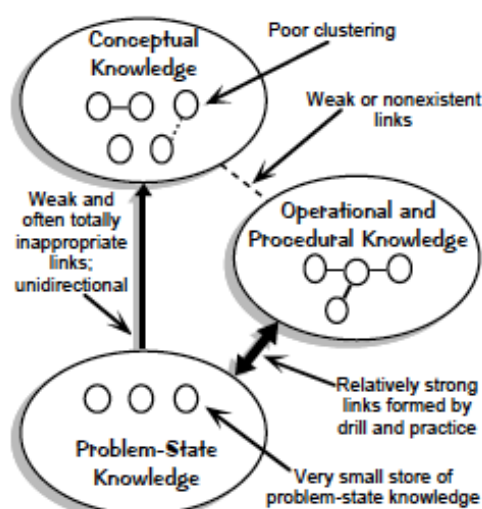 Conceptual
Knowledge
Poor clustering
Weak or nonexistent
links
Weak and
often totally
inappropriate
links;
unidirectional
Operational and
Procedural Knowledge
Relatively strong
links formed by
drill and practice
Problem-State
Knowledge
Very small store of
problem-state knowledge